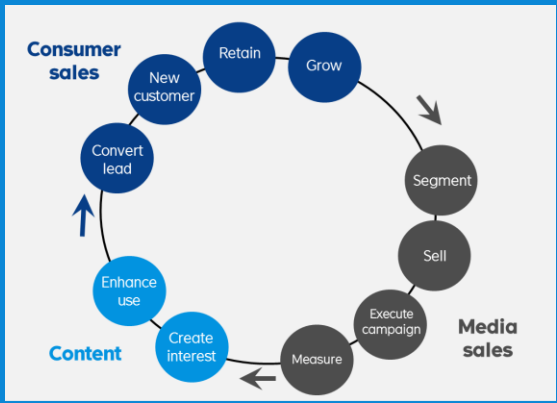 Consumer
sales
Retain
Grow
New
customer
Convert
lead
Segment
Sell
Enhance
use
Execute
campaign
Media
sales
Create
interest
Content
Measure